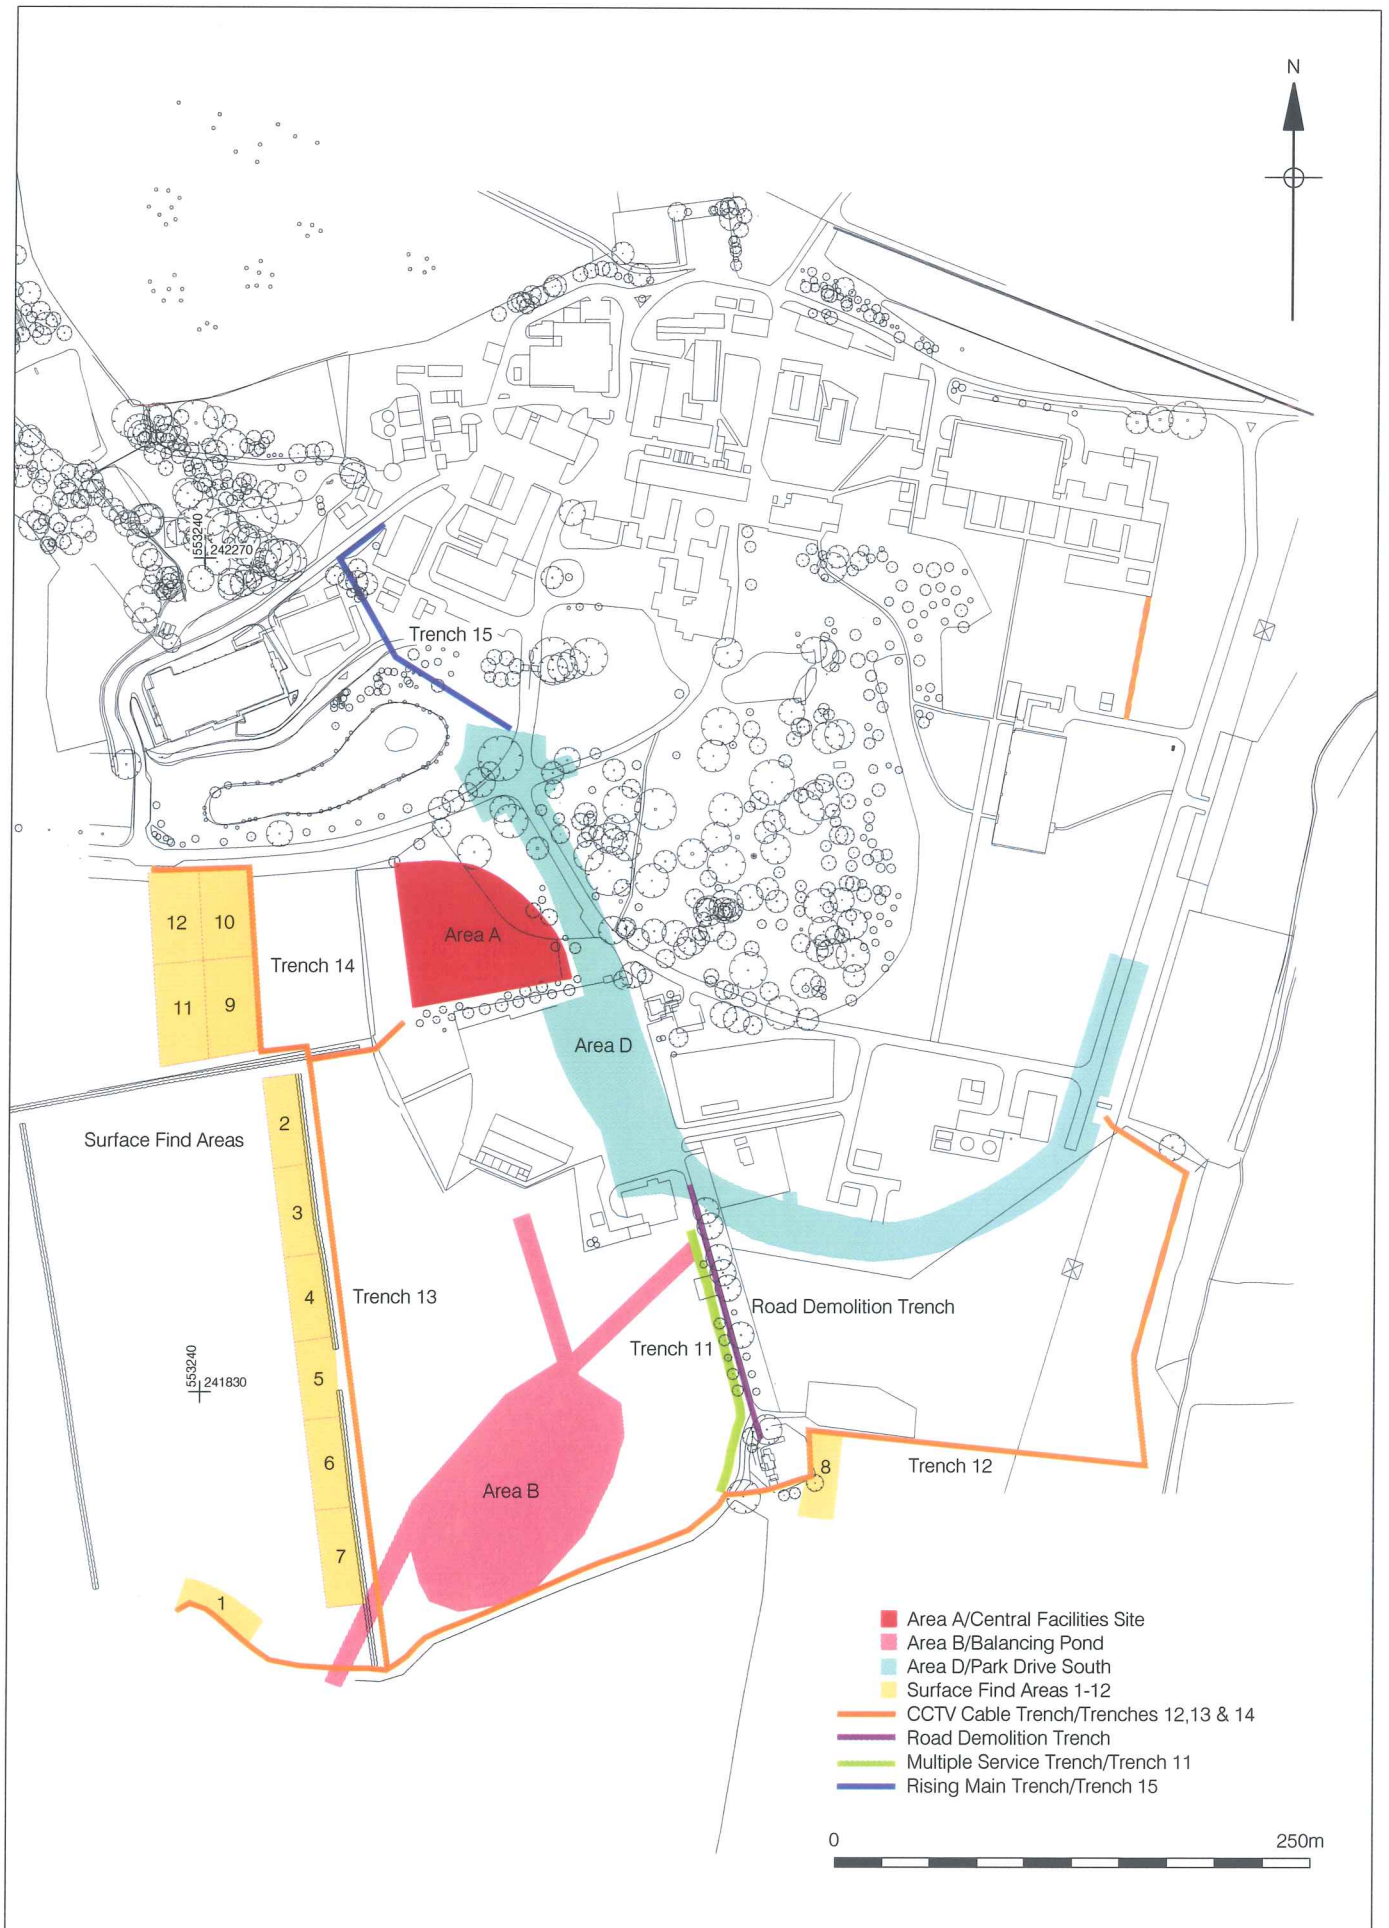 N
553240
242270
Trench 15
12
10
Area A
Trench 14
11
9
Area D
2
Surface Find Areas
3
4
Trench 13
Road Demolition Trench
Trench 11
5
553240
241830
6
8
Trench 12
Area B
7
1
Area A/Central Facilities Site
Area B/Balancing Pond
Area D/Park Drive South
Surface Find Areas 1-12
CCTV Cable Trench/Trenches 12,13 & 14
Road Demolition Trench
Multiple Service Trench/Trench 11
Rising Main Trench/Trench 15
0
250m